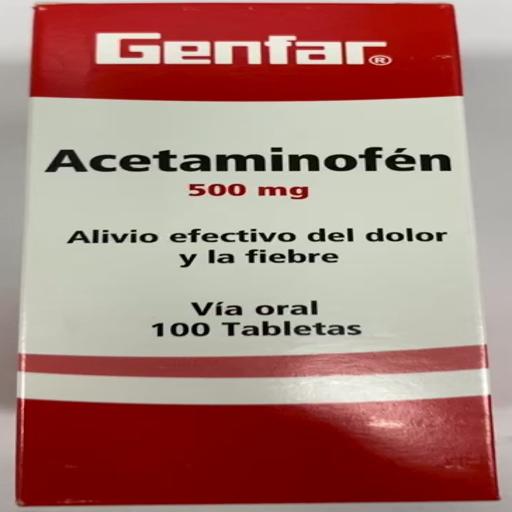 Genfar®
Acetaminofén
500 mg
Alivio efectivo del dolor
y la fiebre
Vía oral
100 Tabletas